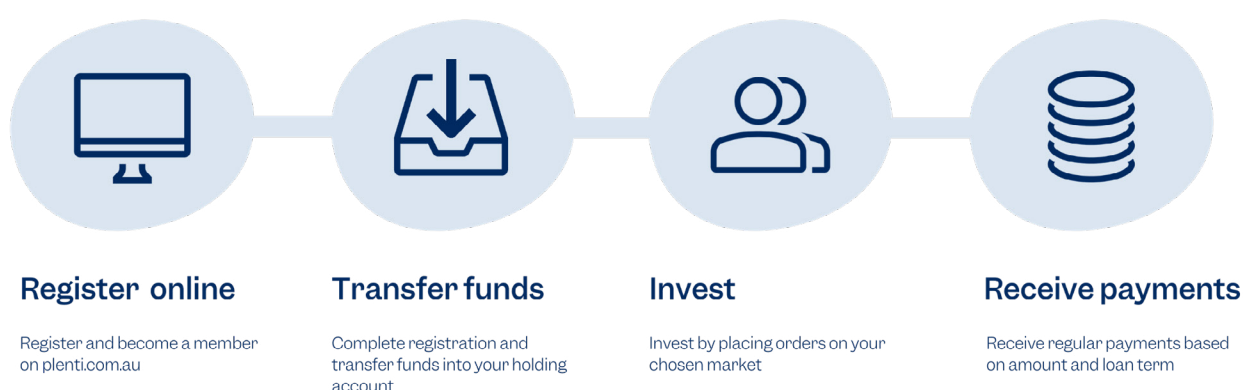 Register online
Transfer funds
Invest
Receive payments
Register and become a member
on plenti.com.au
Complete registration and
transfer funds into your holding
account
Invest by placing orders on your
chosen market
Receive regular payments based
on amount and loan term